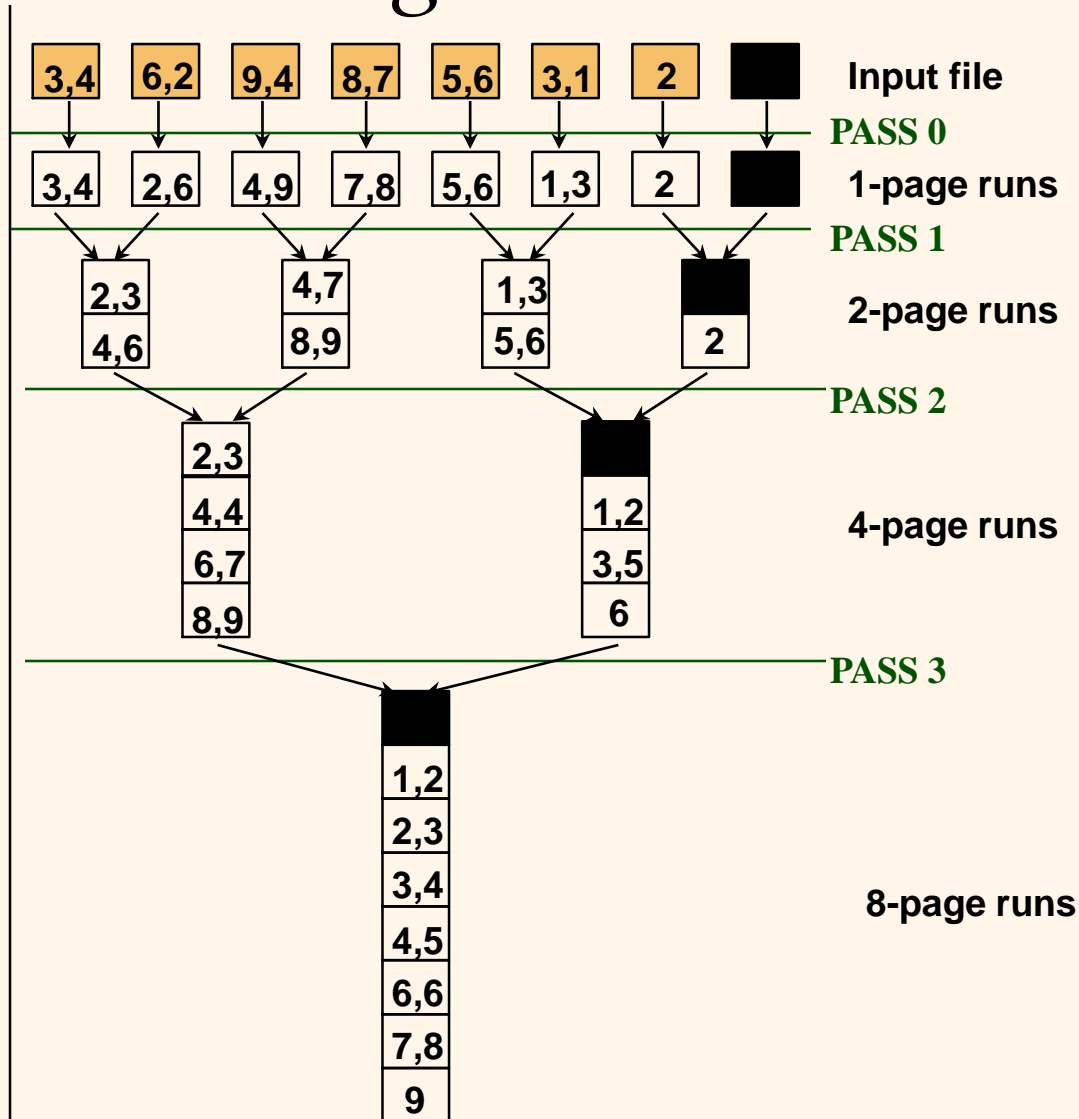 g
3,4 6,2 9,4 8,7 5,6 3,1 2 Input file
PASS 0
3,4 2,6 4,9 7,8 5,6 1,3 2 1-page runs
PASS 1
2,3 4,7 1,3
4,6 8,9 5,6 2
2-page runs
PASS 2
2,3
4,4 1,2
6,7 3,5
8,9 6
4-page runs
PASS 3
1,2
2,3
3,4
4,5
6,6
7,8
9
8-page runs